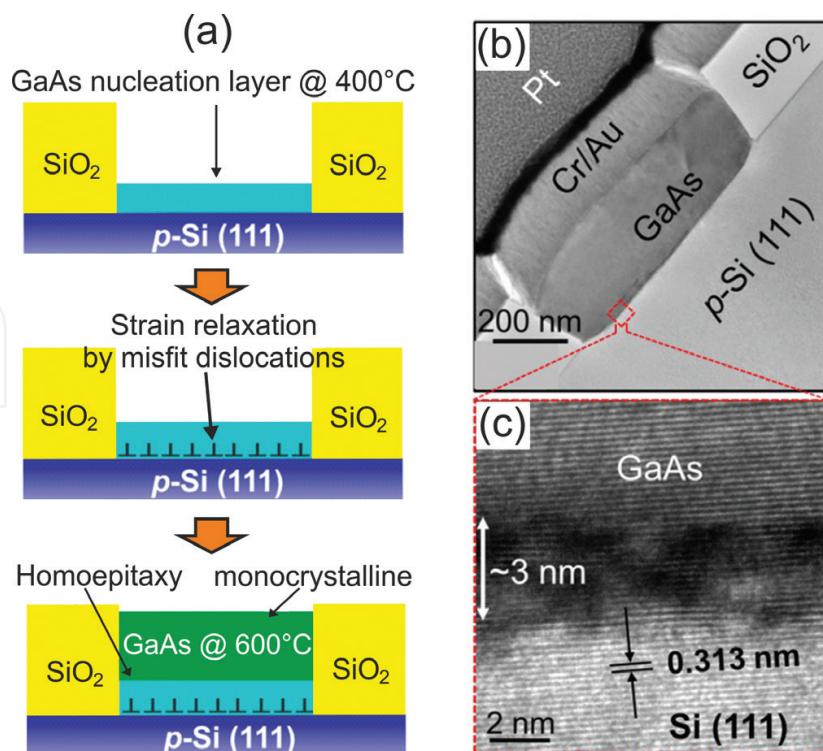 (a)
GaAs nucleation layer @ 400°C
SiO₂
SiO₂
p-Si (111)
Strain relaxation
by misfit dislocations
SiO₂
SiO₂
p-Si (111)
Homoepitaxy
monocrystalline
SiO₂
GaAs @ 600°C
SiO₂
p-Si (111)
(b)
Pt
SiO₂
Cr/Au
GaAs
p-Si (111)
200 nm
(c)
GaAs
~3 nm
0.313 nm
2 nm
Si (111)